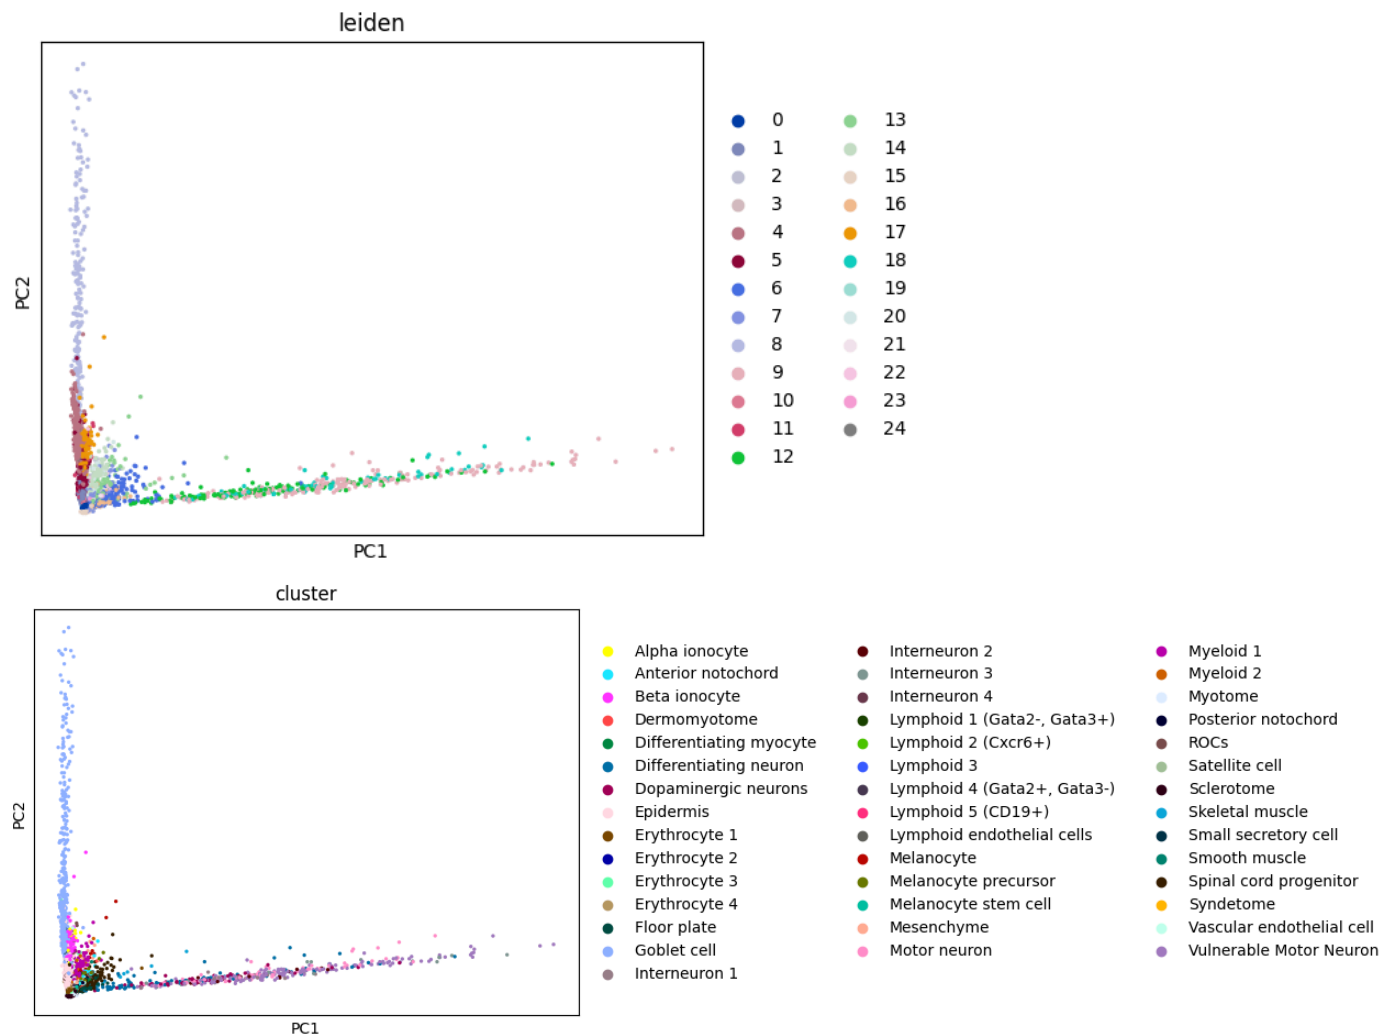 leiden
PC2
PC1
0
1
2
3
4
5
6
7
8
9
10
11
12
13
14
15
16
17
18
19
20
21
22
23
24
cluster
PC2
PC1
Alpha ionocyte
Anterior notochord
Beta ionocyte
Dermomyotome
Differentiating myocyte
Differentiating neuron
Dopaminergic neurons
Epidermis
Erythrocyte 1
Erythrocyte 2
Erythrocyte 3
Erythrocyte 4
Floor plate
Goblet cell
Interneuron 1
Interneuron 2
Interneuron 3
Interneuron 4
Lymphoid 1 (Gata2-, Gata3+)
Lymphoid 2 (Cxcr6+)
Lymphoid 3
Lymphoid 4 (Gata2+, Gata3-)
Lymphoid 5 (CD19+)
Lymphoid endothelial cells
Melanocyte
Melanocyte precursor
Melanocyte stem cell
Mesenchyme
Motor neuron
Myeloid 1
Myeloid 2
Myotome
Posterior notochord
ROCs
Satellite cell
Sclerotome
Skeletal muscle
Small secretory cell
Smooth muscle
Spinal cord progenitor
Syndetome
Vascular endothelial cell
Vulnerable Motor Neuron